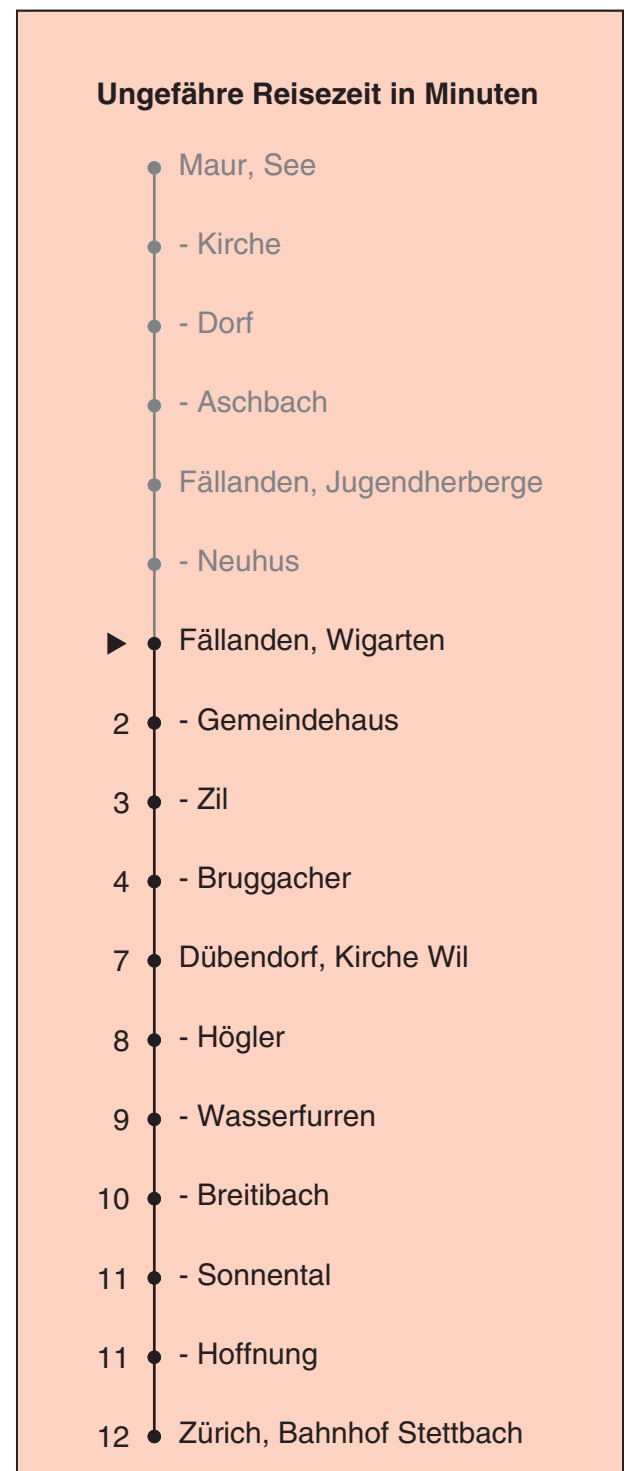 Ungefähre Reisezeit in Minuten
Maur, See
- Kirche
- Dorf
- Aschbach
Fällanden, Jugendherberge
- Neuhus
Fällanden, Wigarten
2 - Gemeindehaus
3 - Zil
4 - Bruggacher
7 Dübendorf, Kirche Wil
8 - Högler
9 - Wasserfurren
10 - Breitibach
11 - Sonnental
11 - Hoffnung
12 Zürich, Bahnhof Stettbach